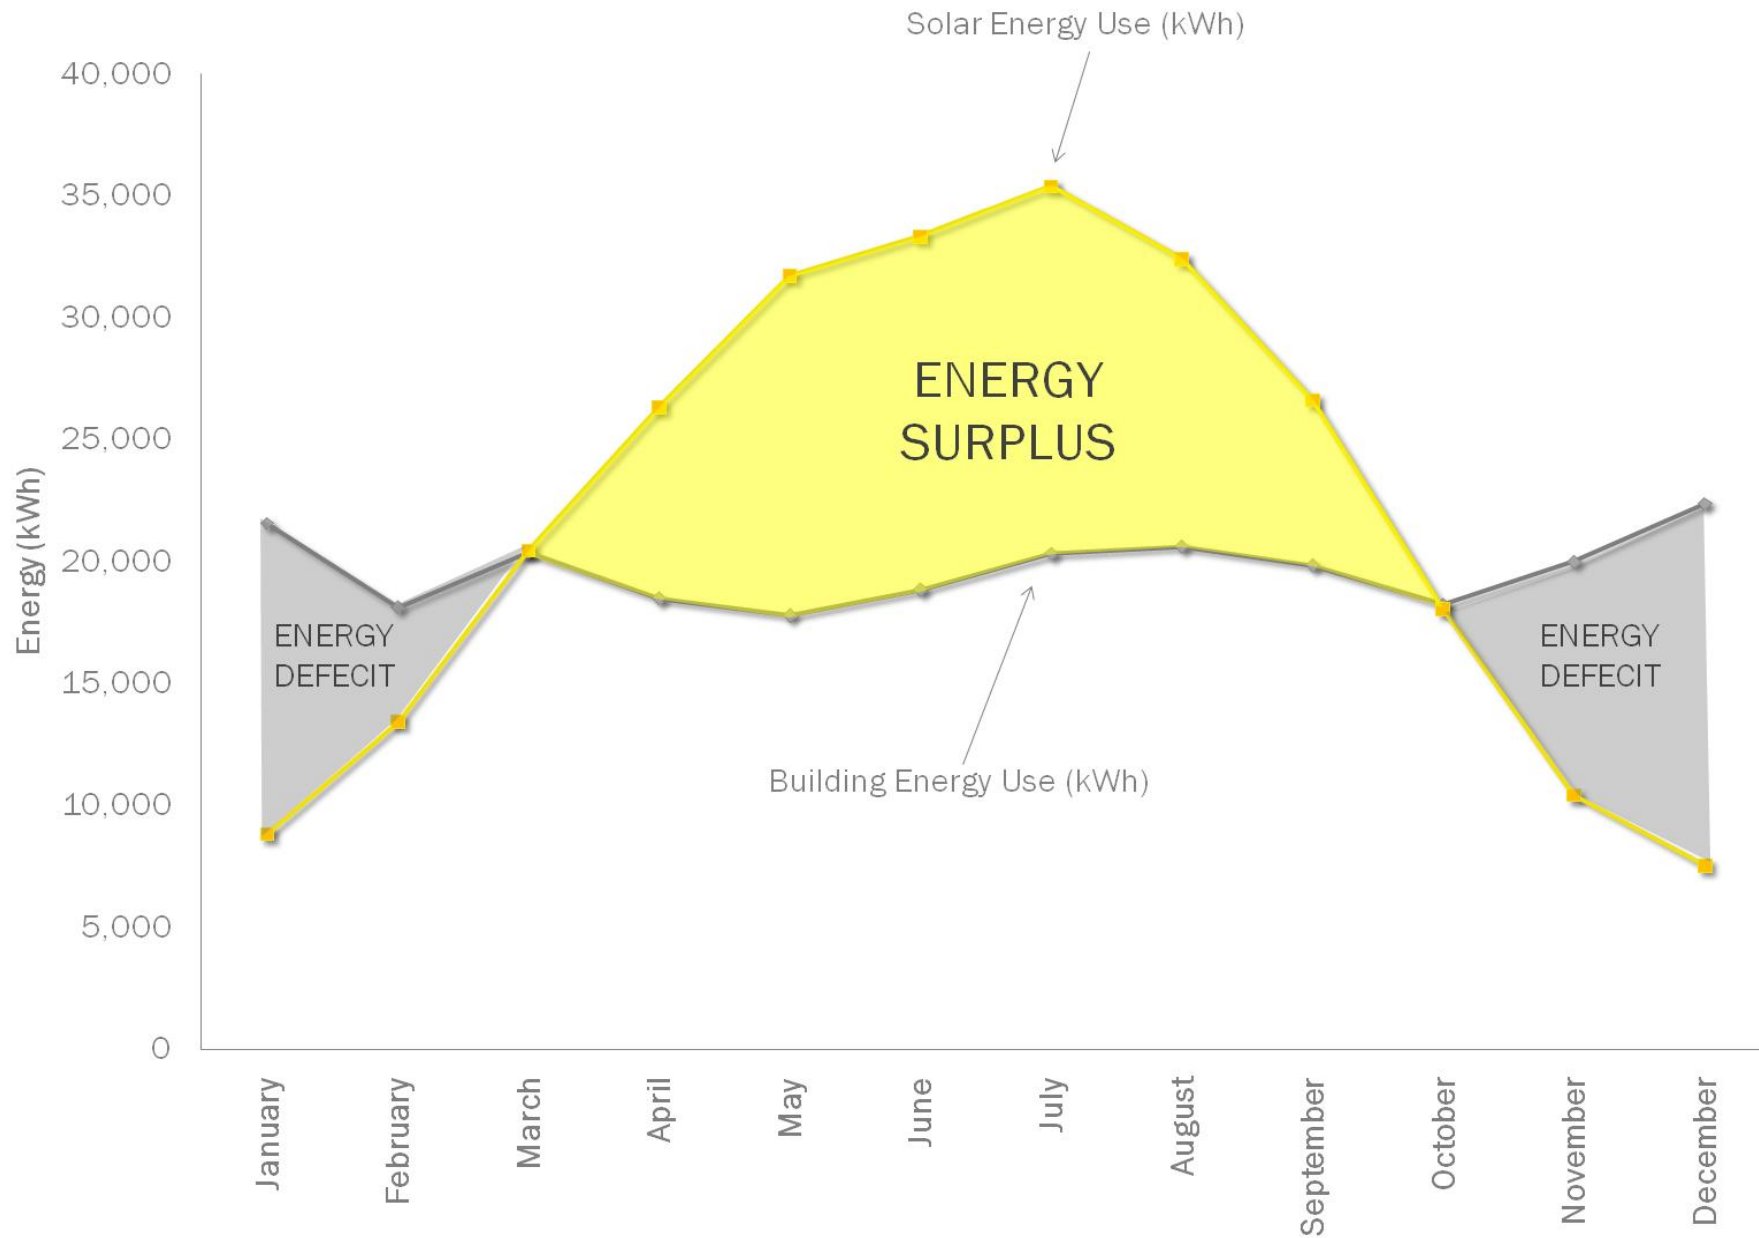 Solar Energy Use (kWh)
40,000
35,000
30,000
25,000
20,000
15,000
10,000
5,000
0
Energy (kWh)
ENERGY
SURPLUS
ENERGY
DEFECIT
ENERGY
DEFECIT
Building Energy Use (kWh)
January
February
March
April
May
June
July
August
September
October
November
December